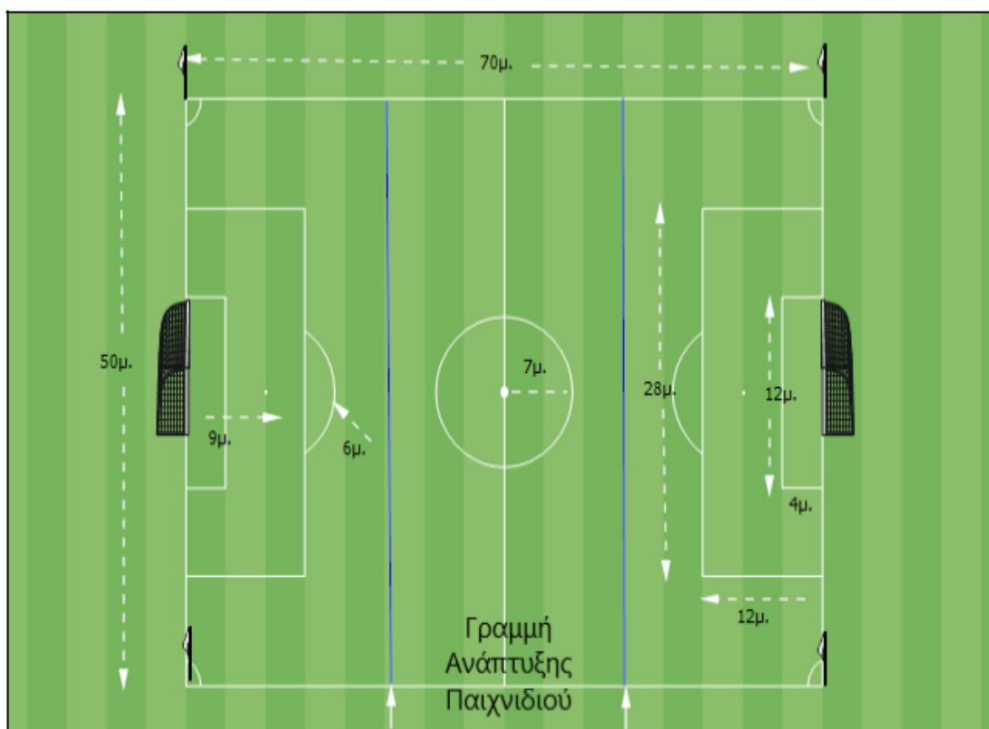 70μ.
50μ.
7μ.
28μ.
12μ.
9μ.
6μ.
4μ.
12μ.
Γραμμή
Ανάπτυξης
Παιχνιδιού